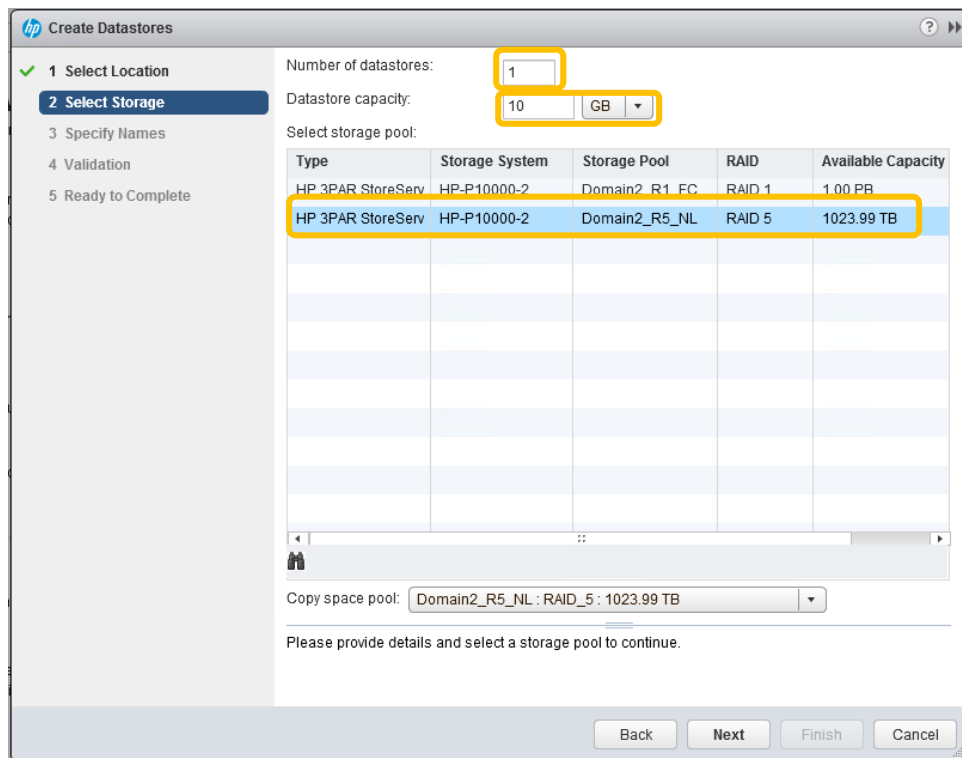 hp Create Datastores ?
1 Select Location
2 Select Storage
3 Specify Names
4 Validation
5 Ready to Complete
Number of datastores: 1
Datastore capacity: 10 GB
Select storage pool:
Type Storage System Storage Pool RAID Available Capacity
HP 3PAR StoreServ HP-P10000-2 Domain2_R1_FC RAID 1 1.00 PB
HP 3PAR StoreServ HP-P10000-2 Domain2_R5_NL RAID 5 1023.99 TB
Copy space pool: Domain2_R5_NL : RAID_5 : 1023.99 TB
Please provide details and select a storage pool to continue.
Back Next Finish Cancel